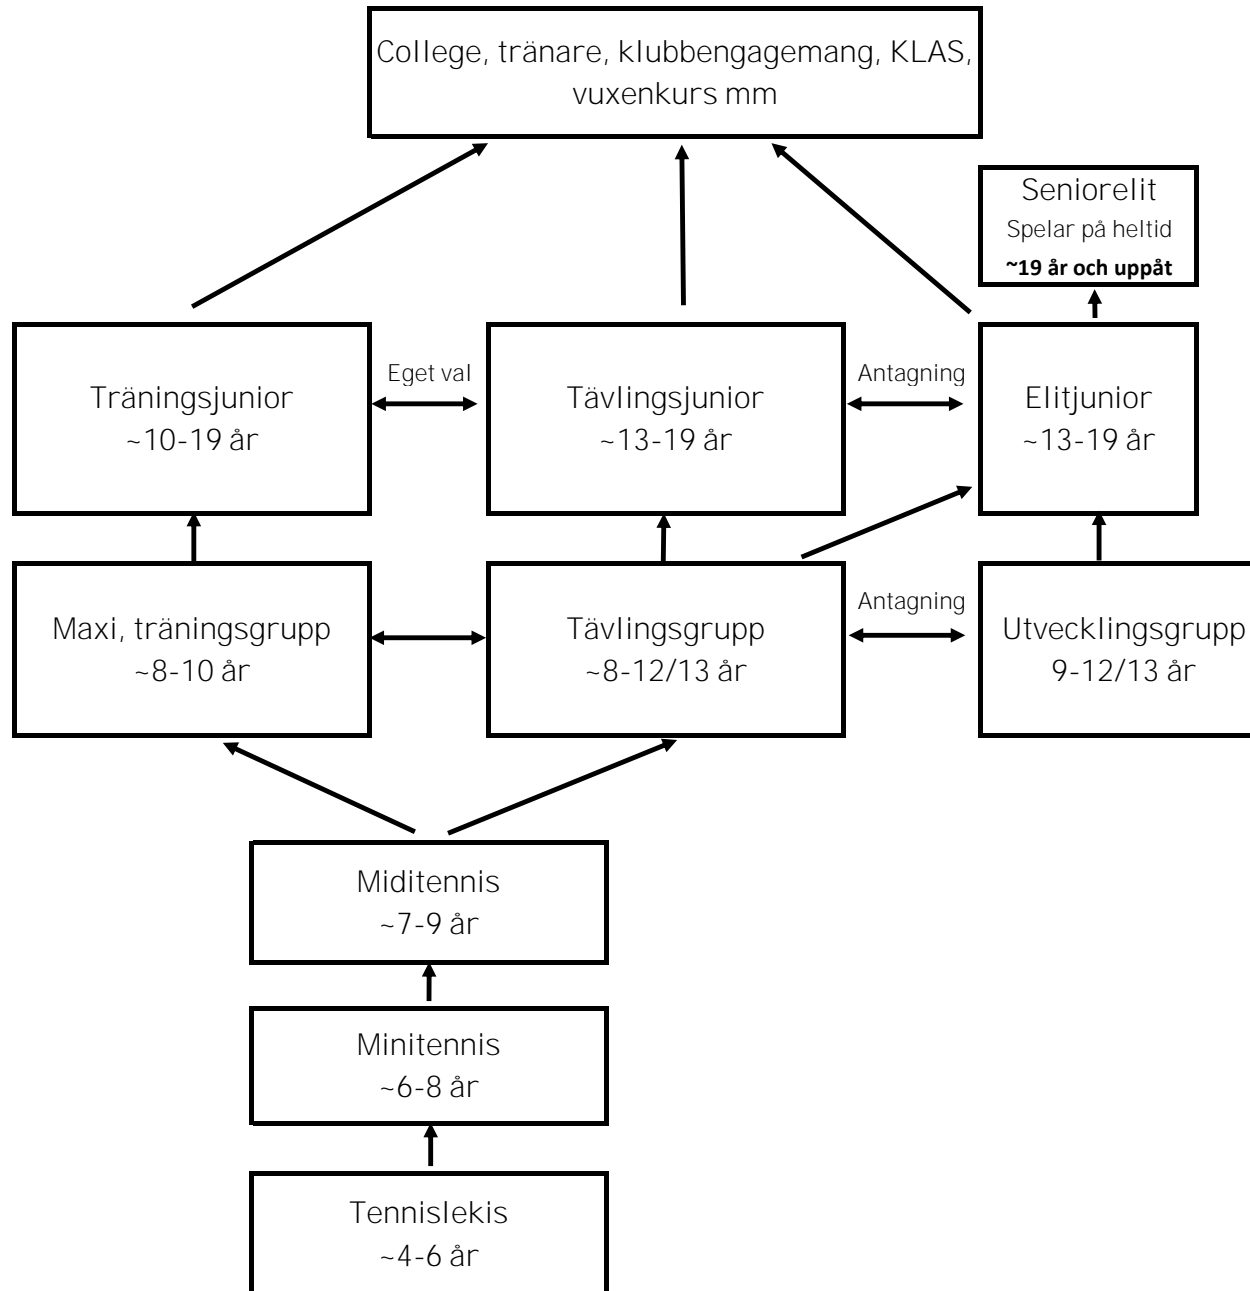 College, tränare, klubbengagemang, KLAS,
vuxenkurs mm
Seniorelit
Spelar på heltid
~19 år och uppåt
Träningsjunior
~10-19 år
Eget val
Tävlingsjunior
~13-19 år
Antagning
Elitjunior
~13-19 år
Maxi, träningsgrupp
~8-10 år
Tävlingsgrupp
~8-12/13 år
Antagning
Utvecklingsgrupp
9-12/13 år
Miditennis
~7-9 år
Minitennis
~6-8 år
Tennislekis
~4-6 år